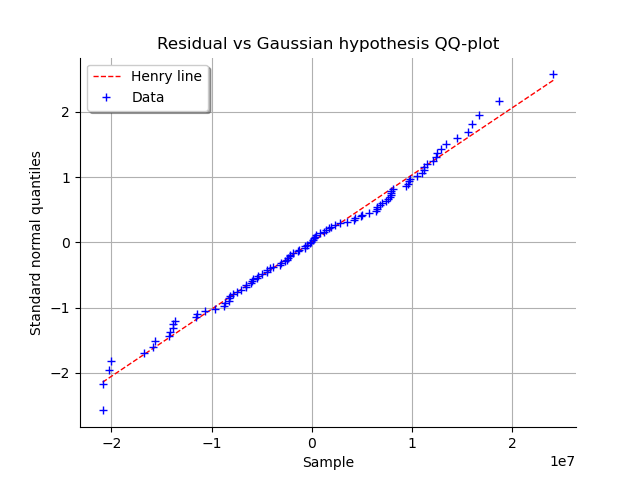 Residual vs Gaussian hypothesis QQ-plot
Henry line
Data
Standard normal quantiles
2
1
0
−1
−2
−2
−1
0
1
2
1e7
Sample